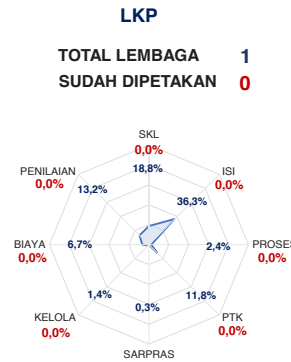 LKP
TOTAL LEMBAGA 1
SUDAH DIPETAKAN 0
SKL
0,0%
18,8%
PENILAIAN
0,0%
13,2%
ISI
0,0%
36,3%
BIAYA
0,0%
6,7%
2,4%
PROSES
0,0%
1,4%
11,8%
0,3%
KELOLA
0,0%
PTK
0,0%
SARPRAS